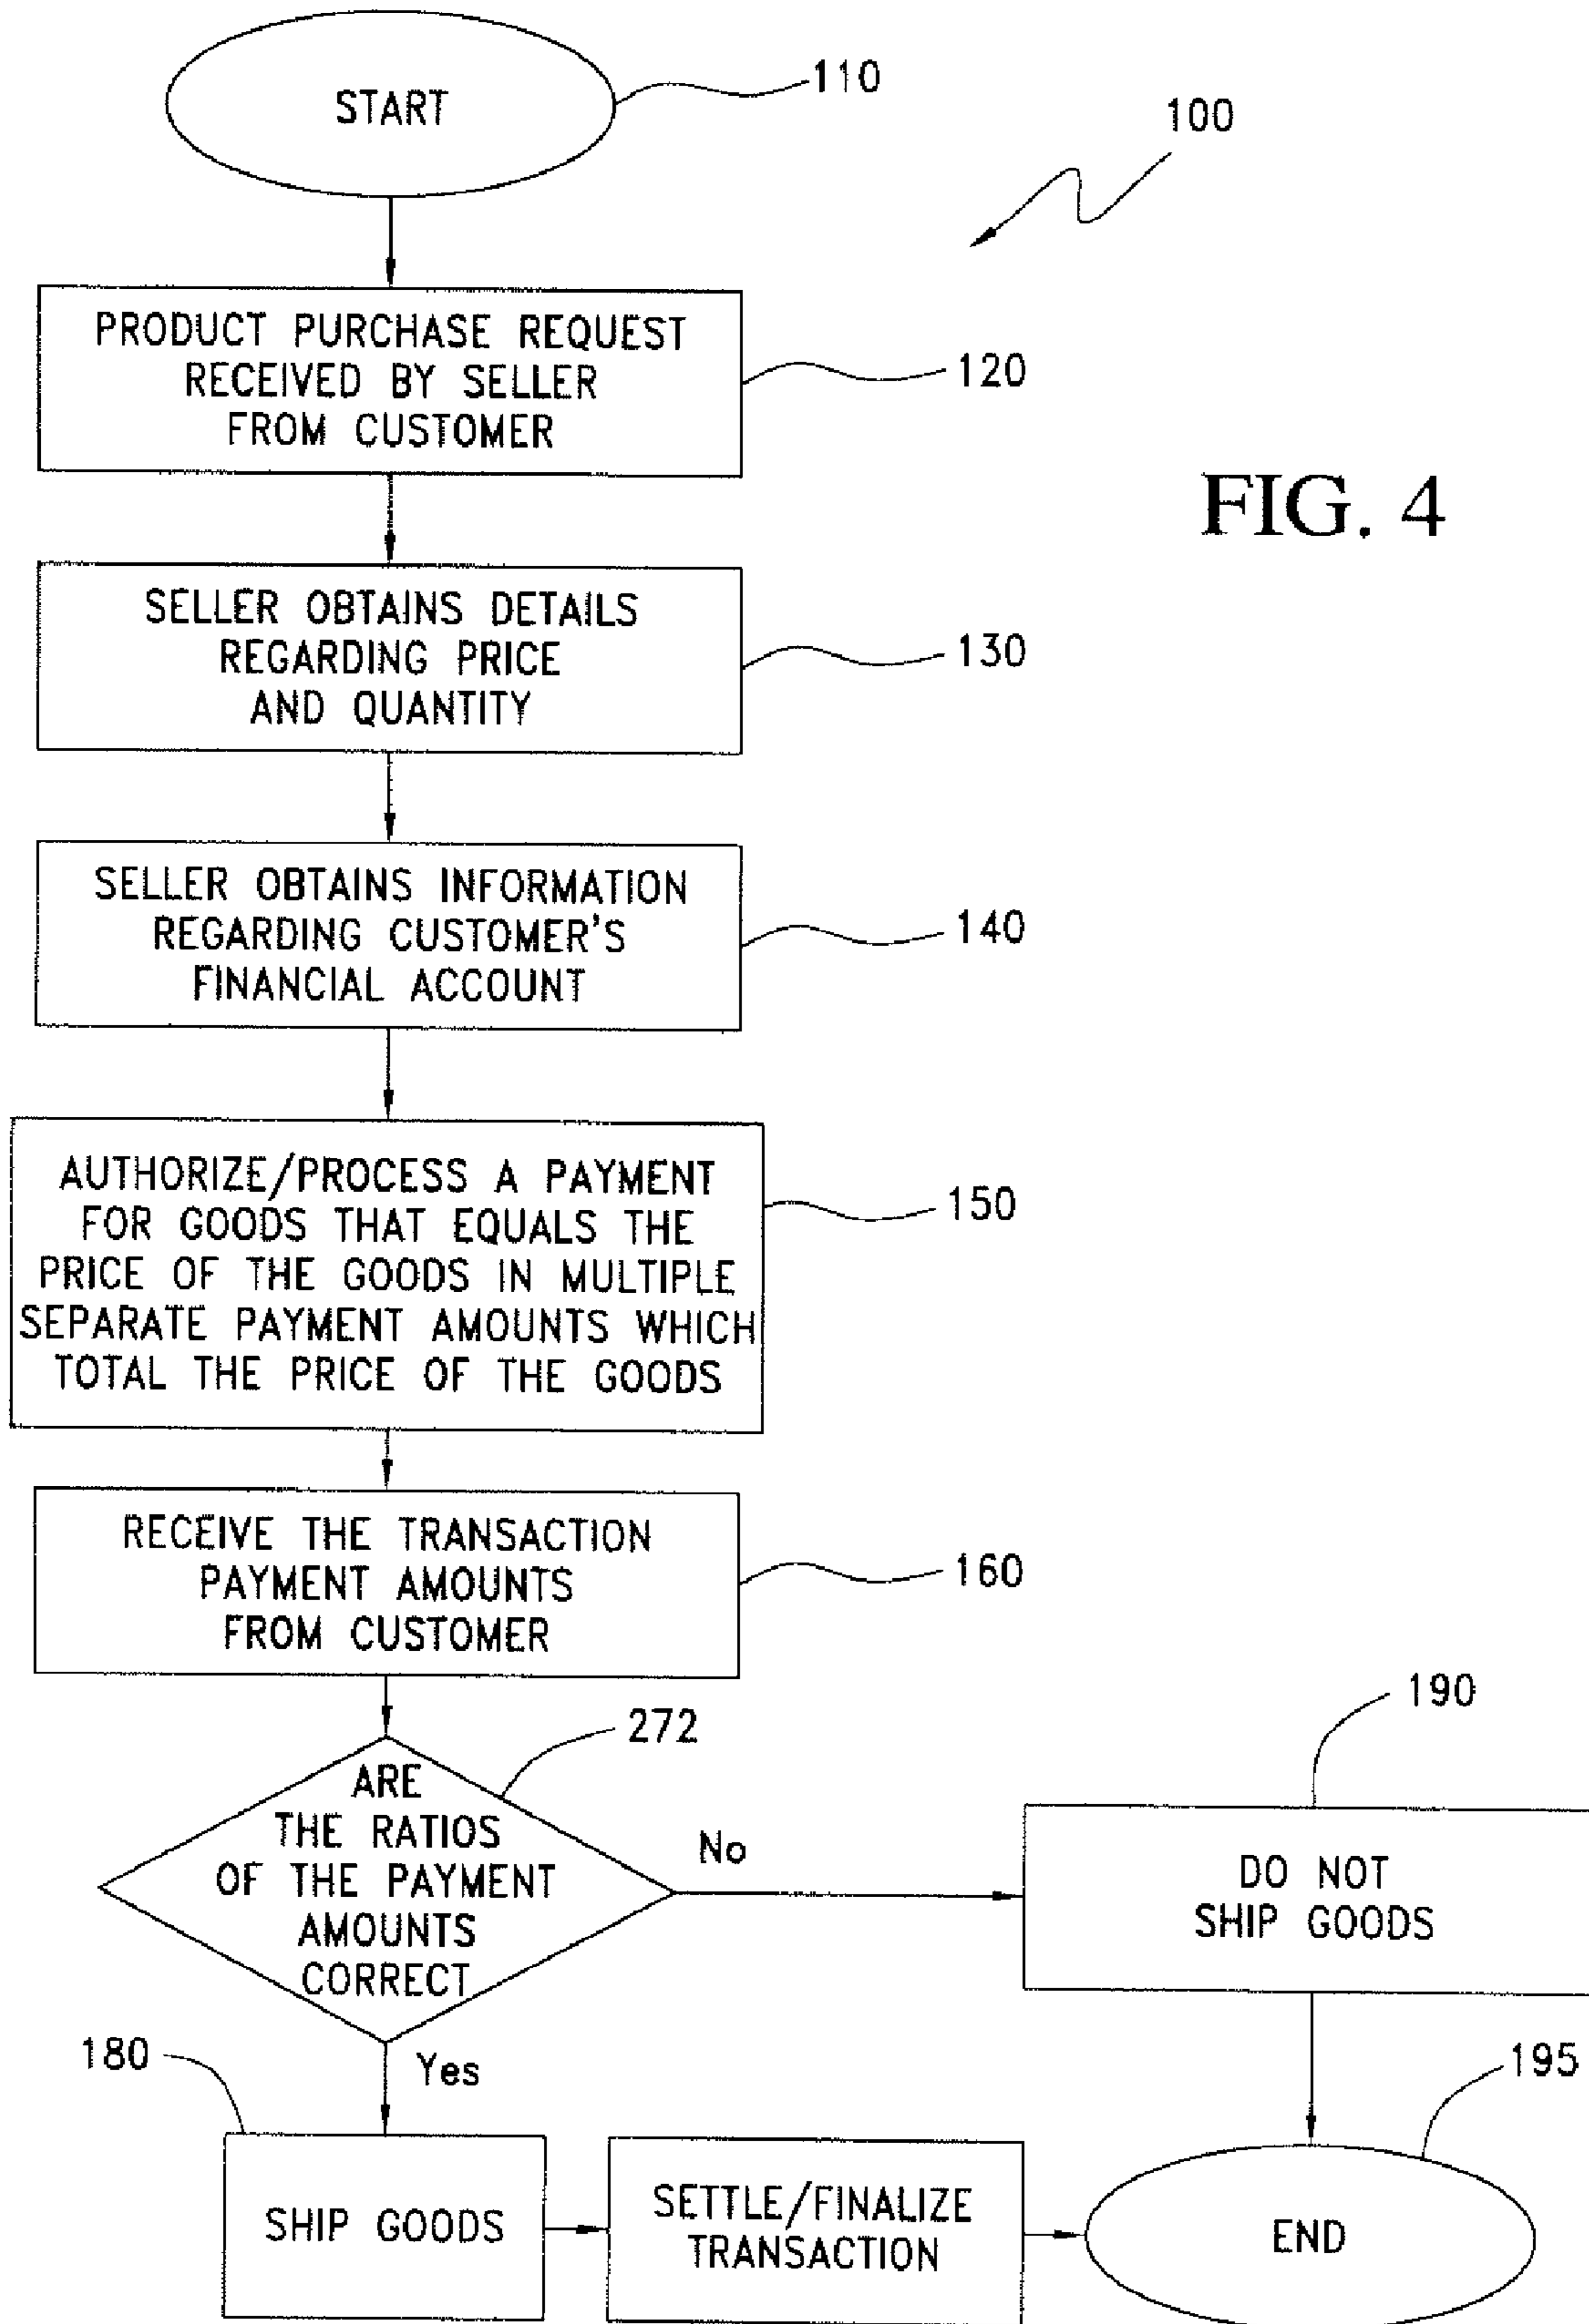 START
110
100
PRODUCT PURCHASE REQUEST
RECEIVED BY SELLER
FROM CUSTOMER
120
FIG. 4
SELLER OBTAINS DETAILS
REGARDING PRICE
AND QUANTITY
130
SELLER OBTAINS INFORMATION
REGARDING CUSTOMER'S
FINANCIAL ACCOUNT
140
AUTHORIZE/PROCESS A PAYMENT
FOR GOODS THAT EQUALS THE
PRICE OF THE GOODS IN MULTIPLE
SEPARATE PAYMENT AMOUNTS WHICH
TOTAL THE PRICE OF THE GOODS
150
RECEIVE THE TRANSACTION
PAYMENT AMOUNTS
FROM CUSTOMER
160
272
ARE
THE RATIOS
OF THE PAYMENT
AMOUNTS
CORRECT
No
190
DO NOT
SHIP GOODS
180
Yes
195
SHIP GOODS
SETTLE/FINALIZE
TRANSACTION
END